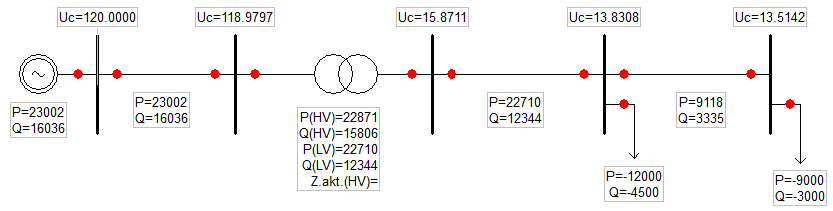 Uc=120.0000
Uc=118.9797
Uc=15.8711
Uc=13.8308
Uc=13.5142
P=23002
Q=16036
P=23002
Q=16036
P(HV)=22871
Q(HV)=15806
P(LV)=22710
Q(LV)=12344
Z.akt.(HV)=
P=22710
Q=12344
P=9118
Q=3335
P=-12000
Q=-4500
P=-9000
Q=-3000